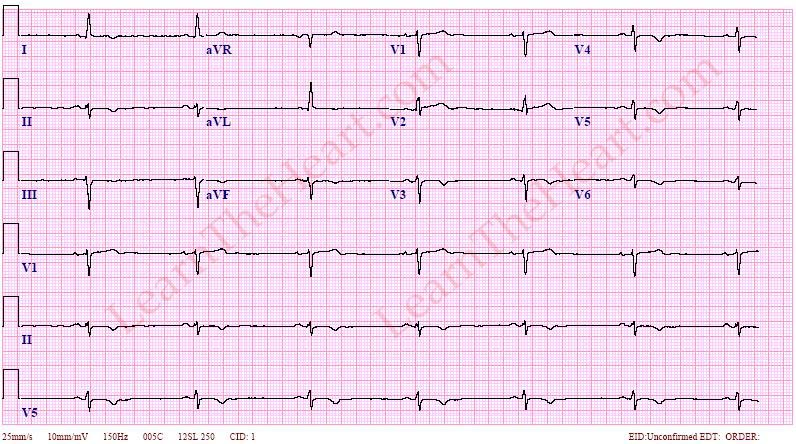 I aVR V1 V4
II aVL V2 V5
III aVF V3 V6
V1
II
V5
LearnTheHeart.com
LearnTheHeart.com
25mm/s 10mm/mV 150Hz 005C 12SL 250 CID: 1 EID:Unconfirmed EDT: ORDER: